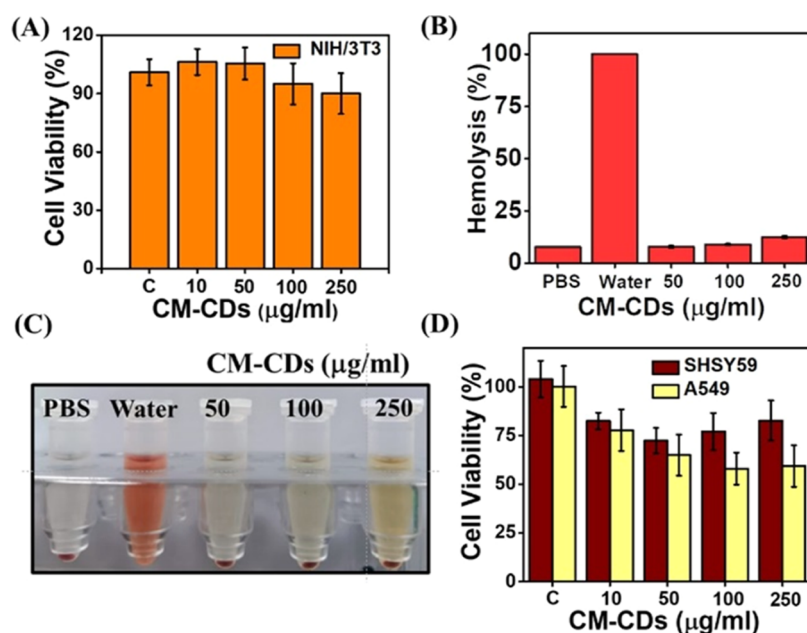 (A)
120
90
60
30
0
Cell Viability (%)
NIH/3T3
C 10 50 100 250
CM-CDs (μg/ml)
(B)
100
75
50
25
0
Hemolysis (%)
PBS Water 50 100 250
CM-CDs (μg/ml)
(C)
CM-CDs (μg/ml)
PBS Water 50 100 250
(D)
100
75
50
25
0
Cell Viability (%)
SHSY59
A549
C 10 50 100 250
CM-CDs (μg/ml)